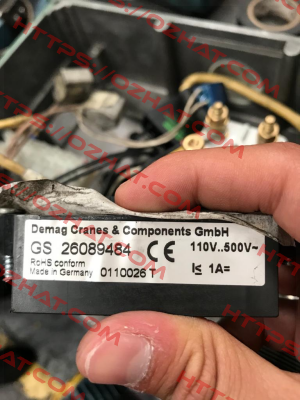 HTTPS://OZHAT.COM
Demag Cranes & Components GmbH
GS 26089484 CE 110V..500V~
RoHS conform
Made in Germany 0110026 T I≤ 1A=